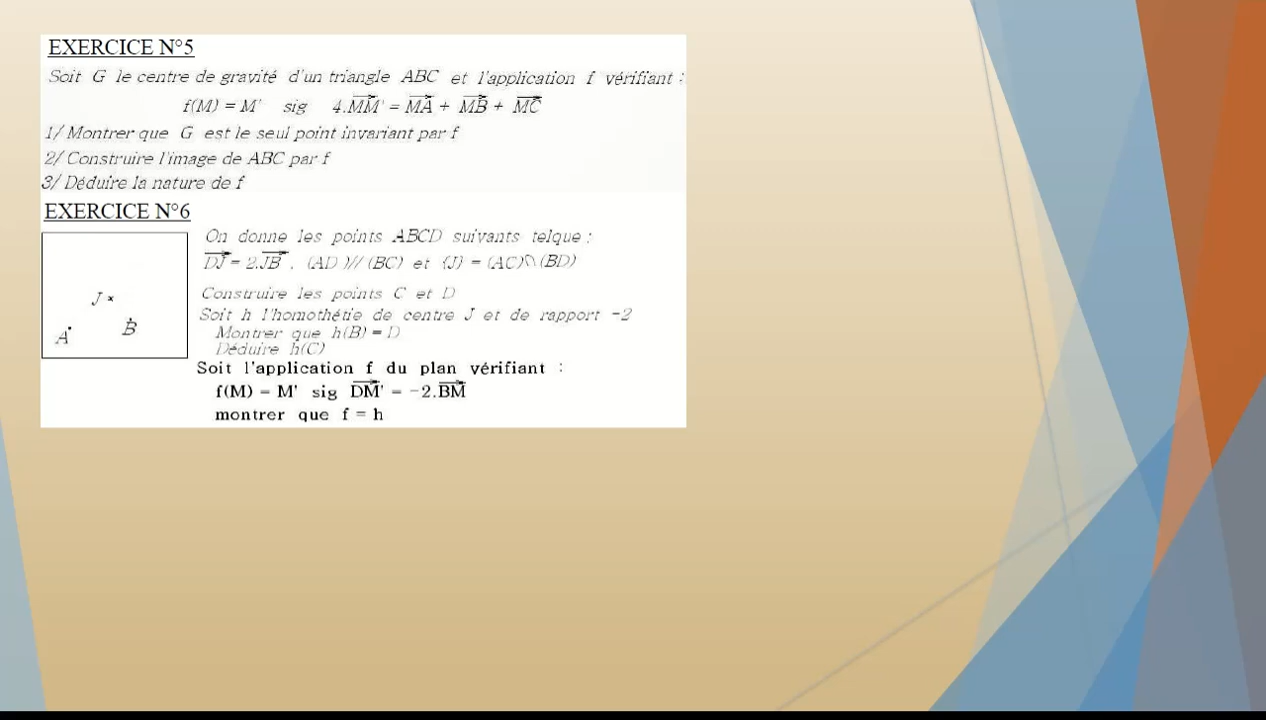 EXERCICE N°5
Soit G le centre de gravité d'un triangle ABC et l'application f vérifiant :
f(M) = M' sig 4.MM' = MA + MB + MC
1/ Montrer que G est le seul point invariant par f
2/ Construire l'image de ABC par f
3/ Déduire la nature de f
EXERCICE N°6
On donne les points ABCD suivants telque :
DJ = 2.JB . (AD )// (BC) et {J} = (AC)∩(BD)
Construire les points C et D
Soit h l'homothétie de centre J et de rapport -2
Montrer que h(B) = D
Déduire h(C)
Soit l'application f du plan vérifiant :
f(M) = M' sig DM' = -2.BM
montrer que f = h
J
A
B